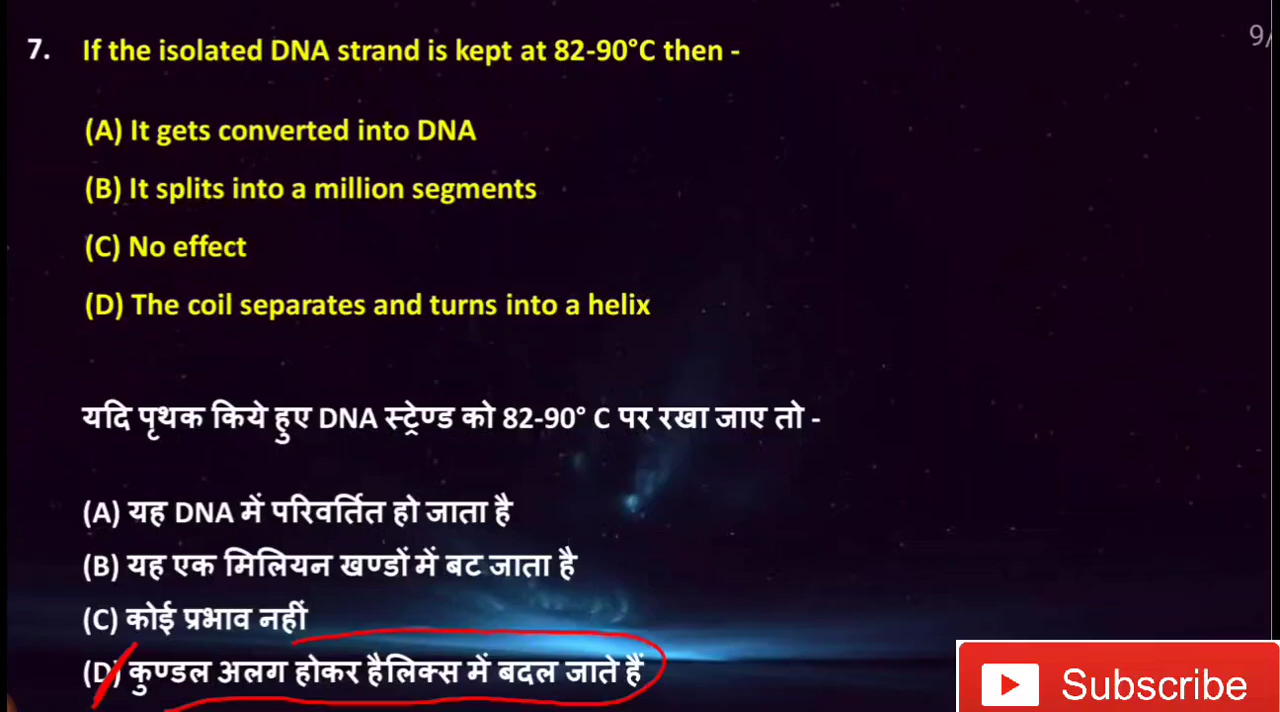 7. If the isolated DNA strand is kept at 82-90°C then -
9/
(A) It gets converted into DNA
(B) It splits into a million segments
(C) No effect
(D) The coil separates and turns into a helix
यदि पृथक किये हुए DNA स्ट्रेण्ड को 82-90° C पर रखा जाए तो -
(A) यह DNA में परिवर्तित हो जाता है
(B) यह एक मिलियन खण्डों में बट जाता है
(C) कोई प्रभाव नहीं
(D) कुण्डल अलग होकर हैलिक्स में बदल जाते हैं
Subscribe